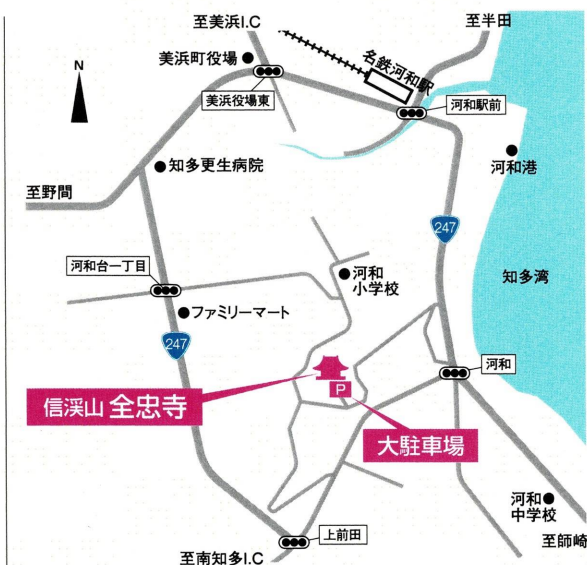 至美浜I.C
至半田
美浜町役場
名鉄河和駅
N
美浜役場東
河和駅前
知多更生病院
河和港
至野間
247
河和台一丁目
河和
小学校
知多湾
ファミリーマート
247
河和
P
信渓山 全忠寺
大駐車場
河和
中学校
上前田
至師崎
至南知多I.C